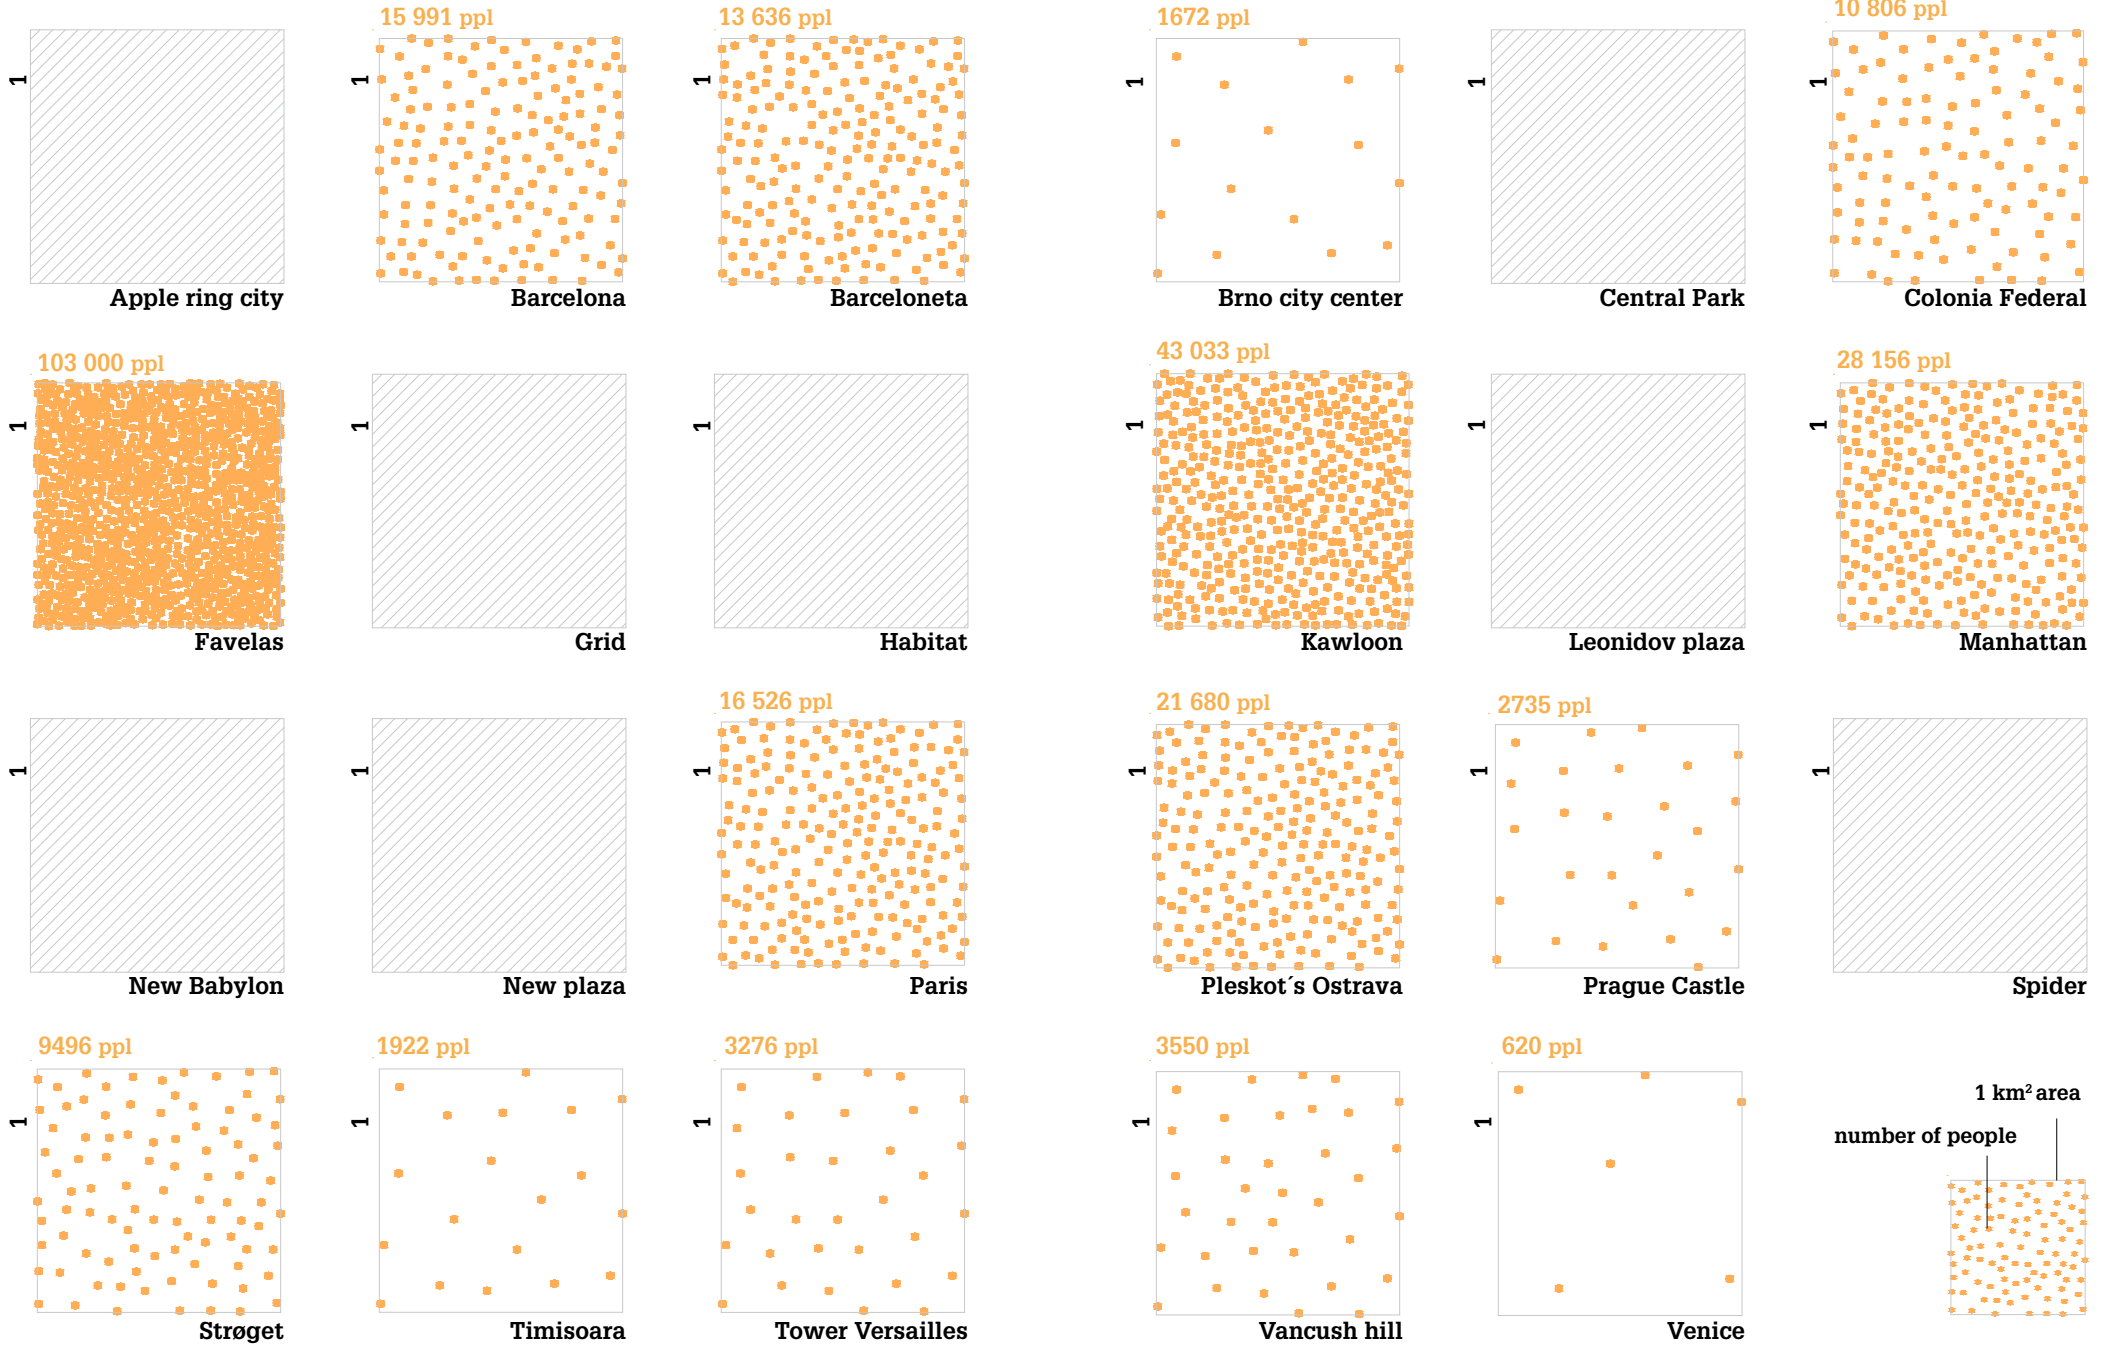 15 991 ppl
13 636 ppl
1672 ppl
10 806 ppl
1
1
1
1
1
1
Apple ring city
Barcelona
Barceloneta
Brno city center
Central Park
Colonia Federal
103 000 ppl
43 033 ppl
28 156 ppl
1
1
1
1
1
1
Favelas
Grid
Habitat
Kawloon
Leonidov plaza
Manhattan
16 526 ppl
21 680 ppl
2735 ppl
1
1
1
1
1
1
New Babylon
New plaza
Paris
Pleskot´s Ostrava
Prague Castle
Spider
9496 ppl
1922 ppl
3276 ppl
3550 ppl
620 ppl
1
1
1
1
1
1 km² area
number of people
Strøget
Timisoara
Tower Versailles
Vancush hill
Venice